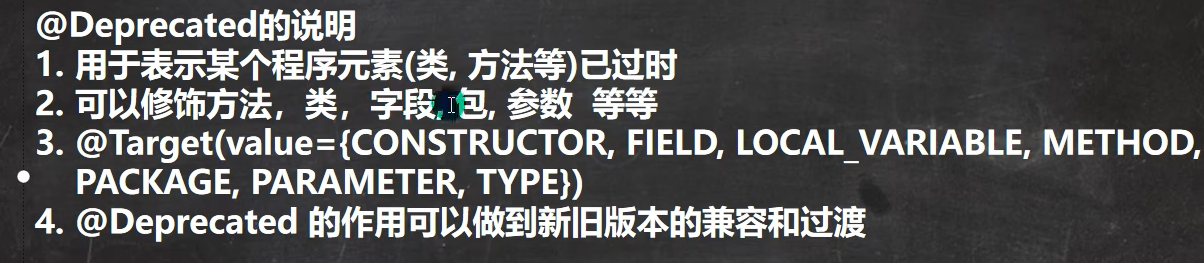 @Deprecated的说明
1. 用于表示某个程序元素(类, 方法等)已过时
2. 可以修饰方法，类，字段, 包, 参数 等等
3. @Target(value={CONSTRUCTOR, FIELD, LOCAL_VARIABLE, METHOD,
PACKAGE, PARAMETER, TYPE})
4. @Deprecated 的作用可以做到新旧版本的兼容和过渡